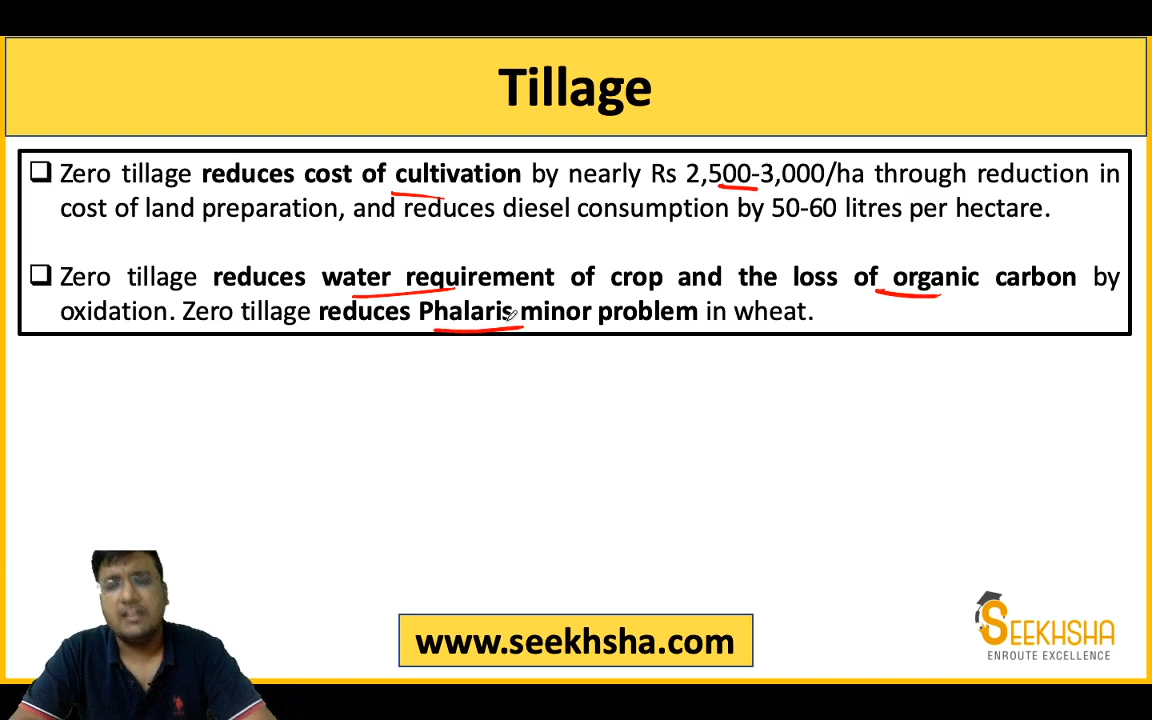 Tillage
❑ Zero tillage reduces cost of cultivation by nearly Rs 2,500-3,000/ha through reduction in
cost of land preparation, and reduces diesel consumption by 50-60 litres per hectare.
❑ Zero tillage reduces water requirement of crop and the loss of organic carbon by
oxidation. Zero tillage reduces Phalaris minor problem in wheat.
www.seekhsha.com
SEEKHSHA
ENROUTE EXCELLENCE